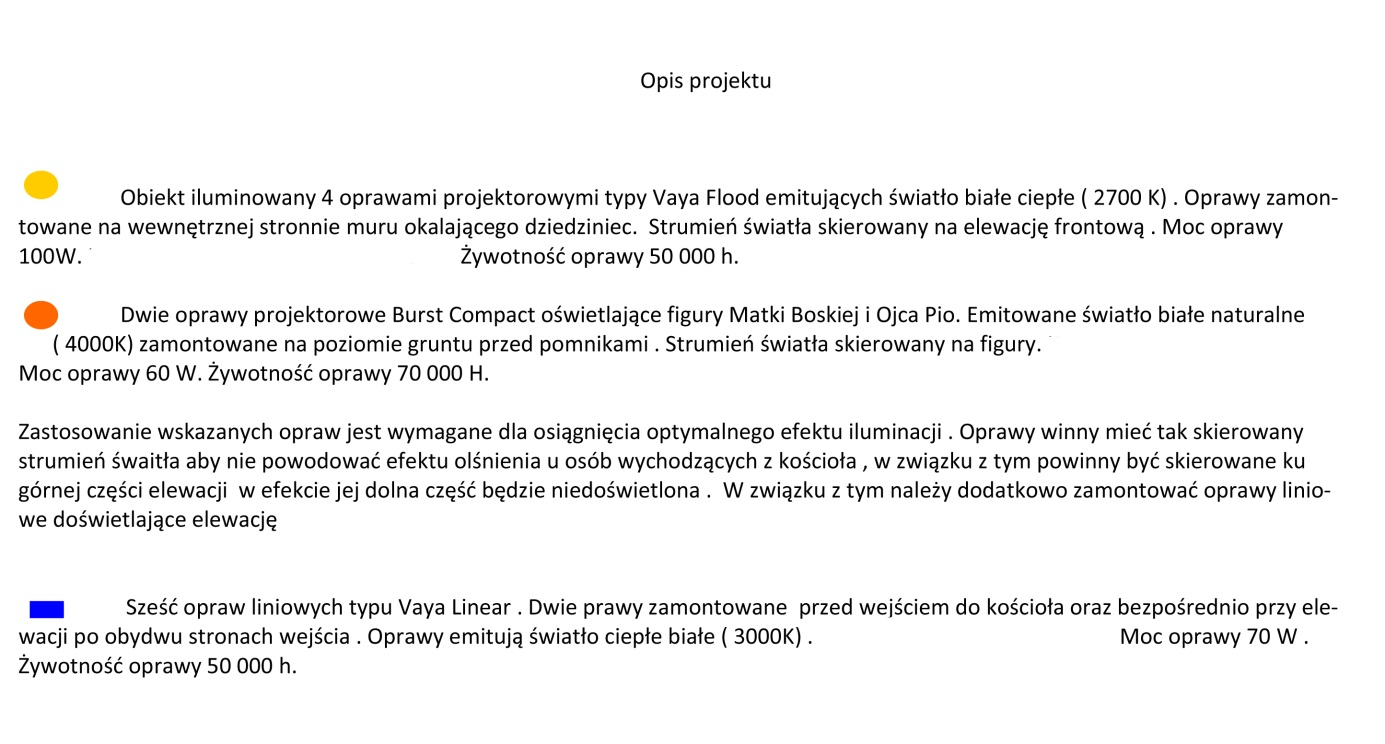 Opis projektu
Obiekt iluminowany 4 oprawami projektorowymi typy Vaya Flood emitujących światło białe ciepłe ( 2700 K) . Oprawy zamon-
towane na wewnętrznej stronnie muru okalającego dziedziniec.  Strumień światła skierowany na elewację frontową . Moc oprawy
100W. Żywotność oprawy 50 000 h.
Dwie oprawy projektorowe Burst Compact oświetlające figury Matki Boskiej i Ojca Pio. Emitowane światło białe naturalne
( 4000K) zamontowane na poziomie gruntu przed pomnikami . Strumień światła skierowany na figury.
Moc oprawy 60 W. Żywotność oprawy 70 000 H.
Zastosowanie wskazanych opraw jest wymagane dla osiągnięcia optymalnego efektu iluminacji . Oprawy winny mieć tak skierowany
strumień śwaitła aby nie powodować efektu olśnienia u osób wychodzących z kościoła , w związku z tym powinny być skierowane ku
górnej części elewacji  w efekcie jej dolna część będzie niedoświetlona .  W związku z tym należy dodatkowo zamontować oprawy linio-
we doświetlające elewację
Sześć opraw liniowych typu Vaya Linear . Dwie prawy zamontowane  przed wejściem do kościoła oraz bezpośrednio przy ele-
wacji po obydwu stronach wejścia . Oprawy emitują światło ciepłe białe ( 3000K) . Moc oprawy 70 W .
Żywotność oprawy 50 000 h.